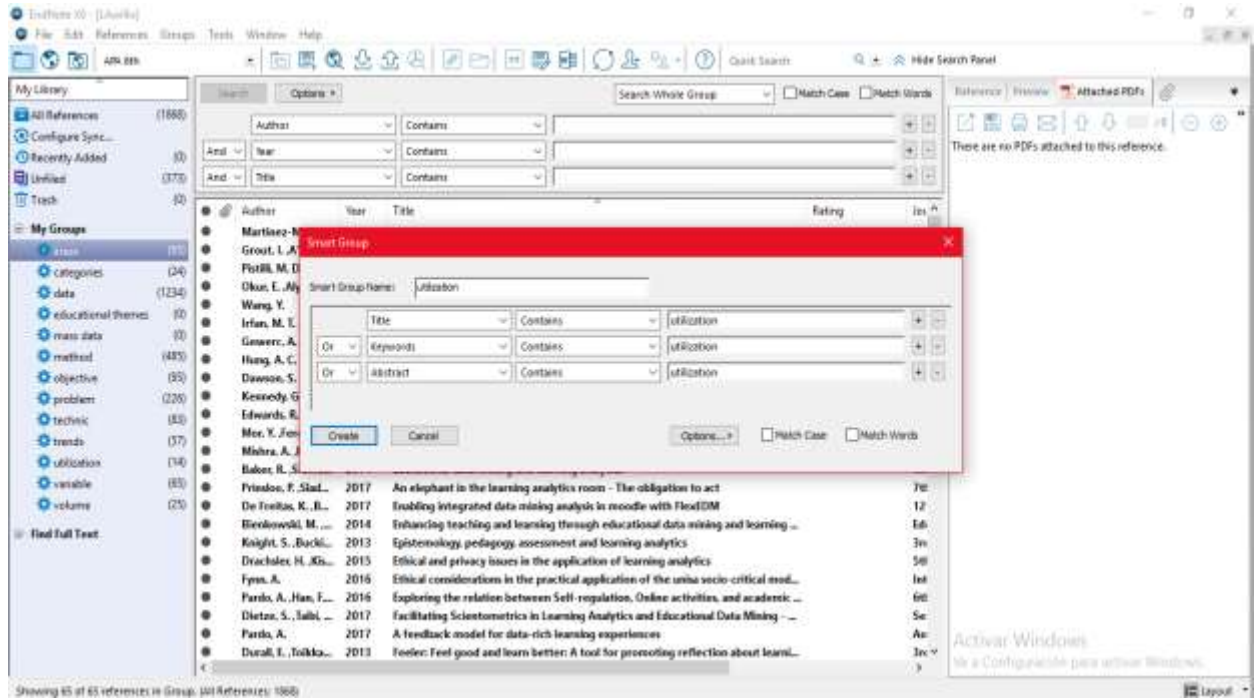 EndNote X8 - [Library]
File Edit References Groups Tools Window Help
APA 6th
Quick Search
Hide Search Panel
My Library
All References (1868)
Configure Sync...
Recently Added (0)
Unfiled (373)
Trash (0)
My Groups
categories (24)
data (1234)
educational themes (0)
mass data (0)
method (485)
objective (95)
problem (228)
technic (83)
trends (57)
utilization (14)
variable (65)
volume (25)
Find Full Text
Search Options
Search Whole Group Match Case Match Words
Author Contains
And Year Contains
And Title Contains
Author Year Title Rating
Martinez-
Grout, I.
Pistilli, M. D
Okur, E.
Wang, Y.
Irfan, M. T.
Gewerc, A.
Hung, A. C.
Dawson, S.
Kennedy, G
Edwards, R.
Mor, Y.
Mishra, A.
Baker, R.
Smart Group
Smart Group Name: utilization
Title Contains utilization
Or Keywords Contains utilization
Or Abstract Contains utilization
Create Cancel Options... Match Case Match Words
Prinsloo, P. ,Slad... 2017 An elephant in the learning analytics room - The obligation to act
De Freitas, K. ,B... 2017 Enabling integrated data mining analysis in moodle with FlexEDM 12
Bienkowski, M. ,... 2014 Enhancing teaching and learning through educational data mining and learning ...
Knight, S. ,Bucki... 2013 Epistemology, pedagogy, assessment and learning analytics
Drachsler, H. ,Kis... 2015 Ethical and privacy issues in the application of learning analytics
Fynn, A. 2016 Ethical considerations in the practical application of the unisa socio-critical mod...
Pardo, A. ,Han, F... 2016 Exploring the relation between Self-regulation, Online activities, and academic ...
Dietze, S. ,Taibi, ... 2017 Facilitating Scientometrics in Learning Analytics and Educational Data Mining - ...
Pardo, A. 2017 A feedback model for data-rich learning experiences
Durall, E. ,Toikka... 2013 Feeler: Feel good and learn better: A tool for promoting reflection about learni...
Reference Preview Attached PDFs
There are no PDFs attached to this reference.
Activar Windows
Ve a Configuración para activar Windows.
Showing 65 of 65 references in Group. (All References: 1868)
Layout